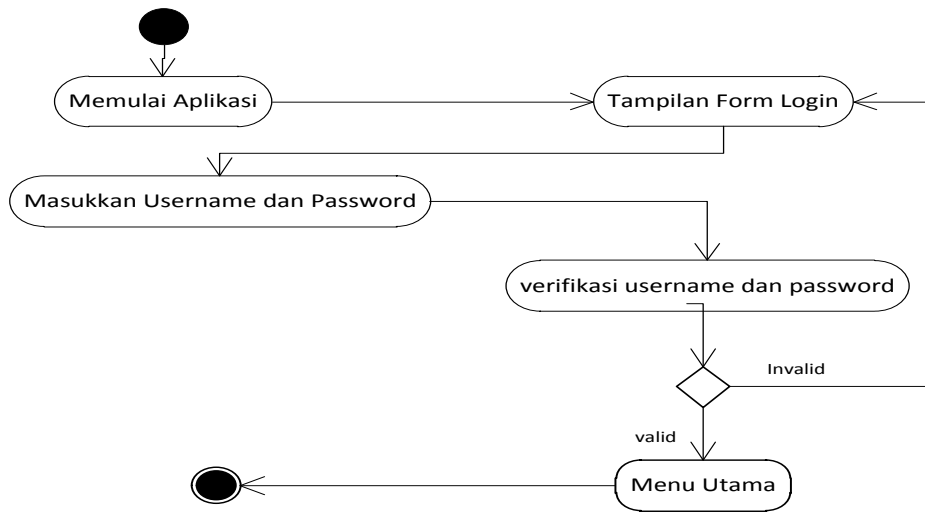 Memulai Aplikasi
Tampilan Form Login
Masukkan Username dan Password
verifikasi username dan password
Invalid
valid
Menu Utama